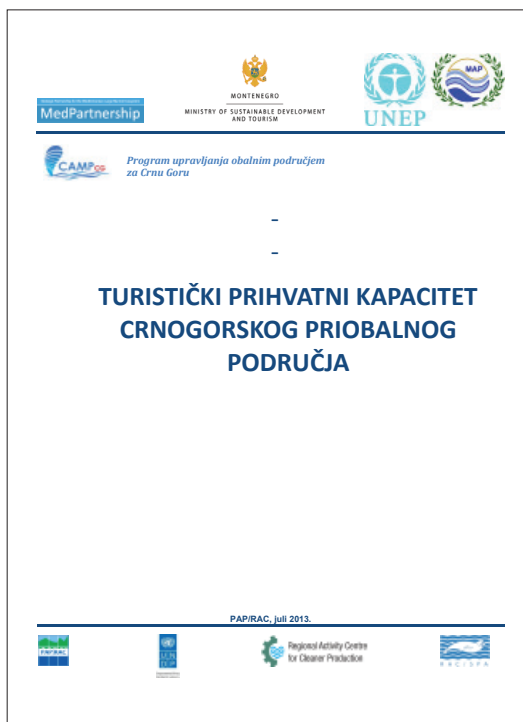 MedPartnership
MONTENEGRO
MINISTRY OF SUSTAINABLE DEVELOPMENT
AND TOURISM
UNEP
MAP
CAMP CG
Program upravljanja obalnim područjem
za Crnu Goru
–
–
TURISTIČKI PRIHVATNI KAPACITET
CRNOGORSKOG PRIOBALNOG
PODRUČJA
PAP/RAC, juli 2013.
PAP/RAC
Regional Activity Centre
for Cleaner Production
RAC/SPA